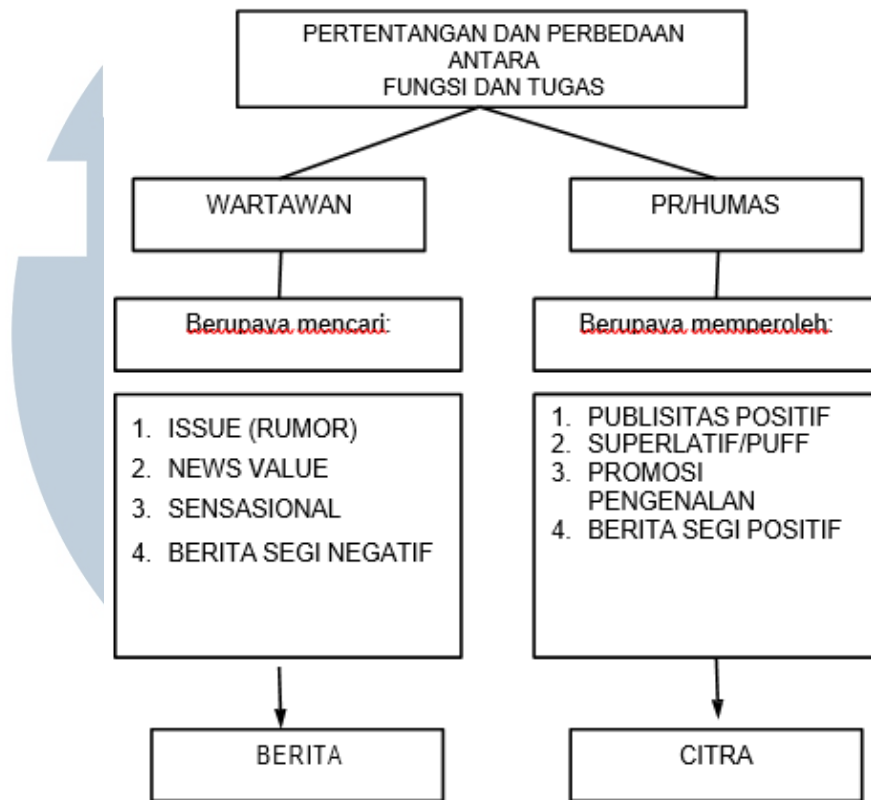 PERTENTANGAN DAN PERBEDAAN
ANTARA
FUNGSI DAN TUGAS
WARTAWAN
PR/HUMAS
Berupaya mencari:
Berupaya memperoleh:
1. ISSUE (RUMOR)
2. NEWS VALUE
3. SENSASIONAL
4. BERITA SEGI NEGATIF
1. PUBLISITAS POSITIF
2. SUPERLATIF/PUFF
3. PROMOSI
PENGENALAN
4. BERITA SEGI POSITIF
BERITA
CITRA